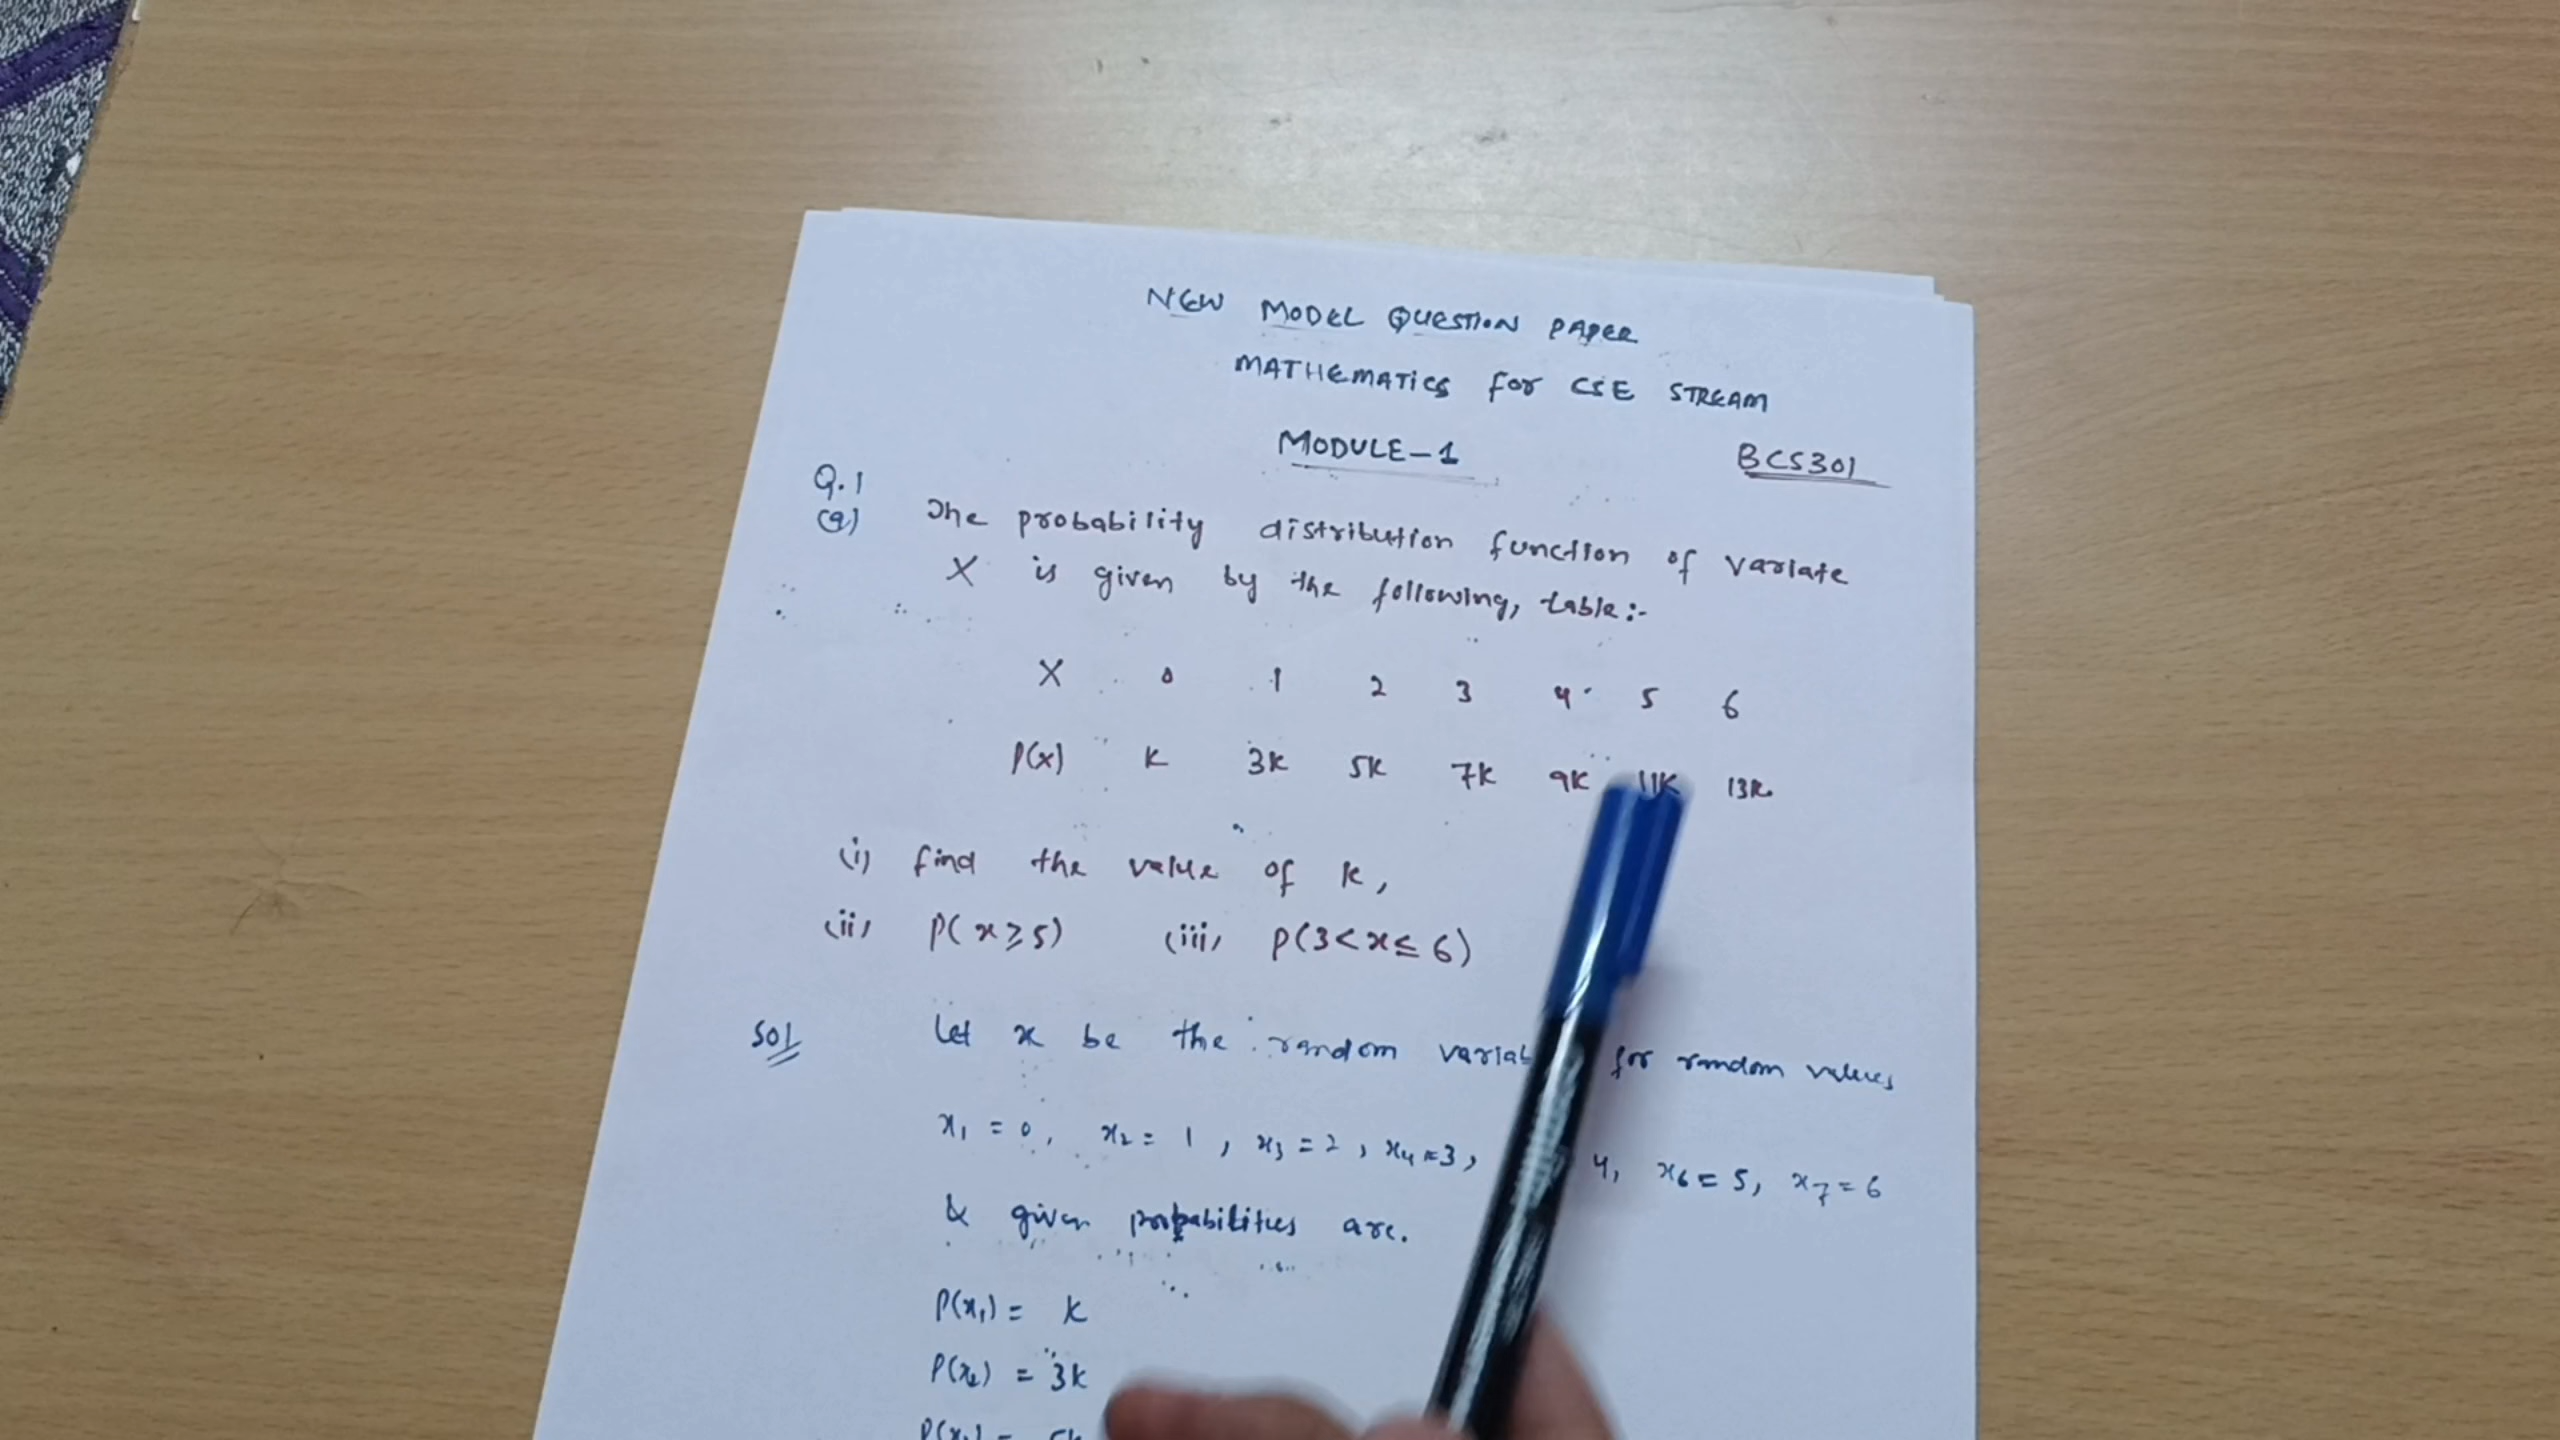 NEW MODEL QUESTION PAPER
MATHEMATICS for CSE STREAM
MODULE-1 BCS301
Q.1
(a) The probability distribution function of variate
X is given by the following, table:-
X 0 1 2 3 4 5 6
P(x) K 3K 5K 7K 9K 11K 13K
(i) find the value of k,
(ii) P(x≥5) (iii) P(3<x≤6)
Sol Let x be the random for random values
x₁ = 0, x₂ = 1, x₃ = 2, x₄ = 3, 4, x₆ = 5, x₇ = 6
& given probabilities are.
P(x₁) = K
P(x₂) = 3K